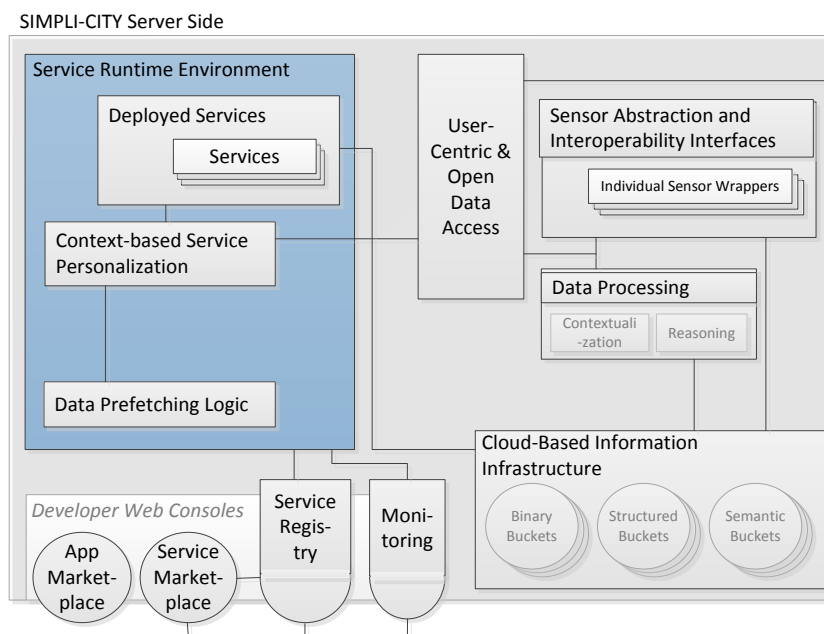 SIMPLI-CITY Server Side
Service Runtime Environment
Deployed Services
Services
Context-based Service
Personalization
Data Prefetching Logic
User-
Centric &
Open
Data
Access
Sensor Abstraction and
Interoperability Interfaces
Individual Sensor Wrappers
Data Processing
Contextuali
-zation
Reasoning
Cloud-Based Information
Infrastructure
Binary
Buckets
Structured
Buckets
Semantic
Buckets
Developer Web Consoles
App
Market-
place
Service
Market-
place
Service
Regis-
try
Moni-
toring